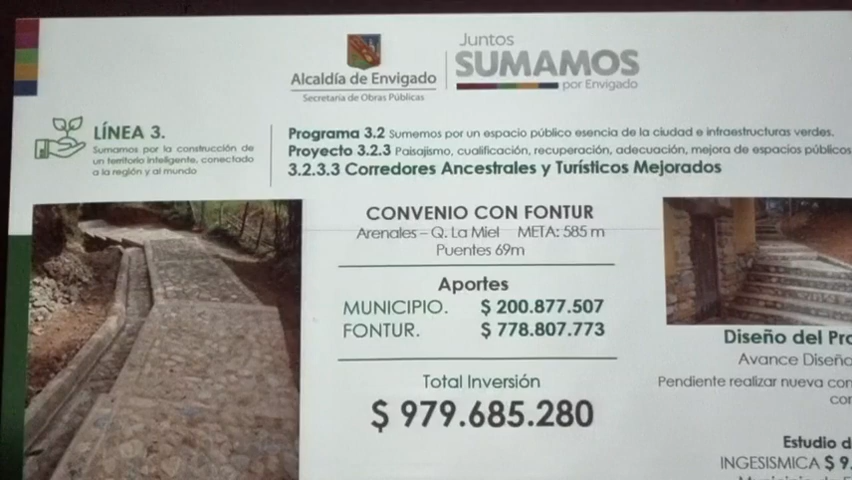 Alcaldía de Envigado
Secretaria de Obras Públicas
Juntos
SUMAMOS
por Envigado
LÍNEA 3.
Sumamos por la construcción de
un territorio inteligente, conectado
a la región y al mundo
Programa 3.2 Sumemos por un espacio público esencia de la ciudad e infraestructuras verdes.
Proyecto 3.2.3 Paisajismo, cualificación, recuperación, adecuación, mejora de espacios públicos
3.2.3.3 Corredores Ancestrales y Turísticos Mejorados
CONVENIO CON FONTUR
Arenales – Q. La Miel META: 585 m
Puentes 69m
Aportes
MUNICIPIO. $ 200.877.507
FONTUR. $ 778.807.773
Total Inversión
$ 979.685.280
Diseño del Pro
Avance Diseño
Pendiente realizar nueva con
con
Estudio d
INGESISMICA $ 9.